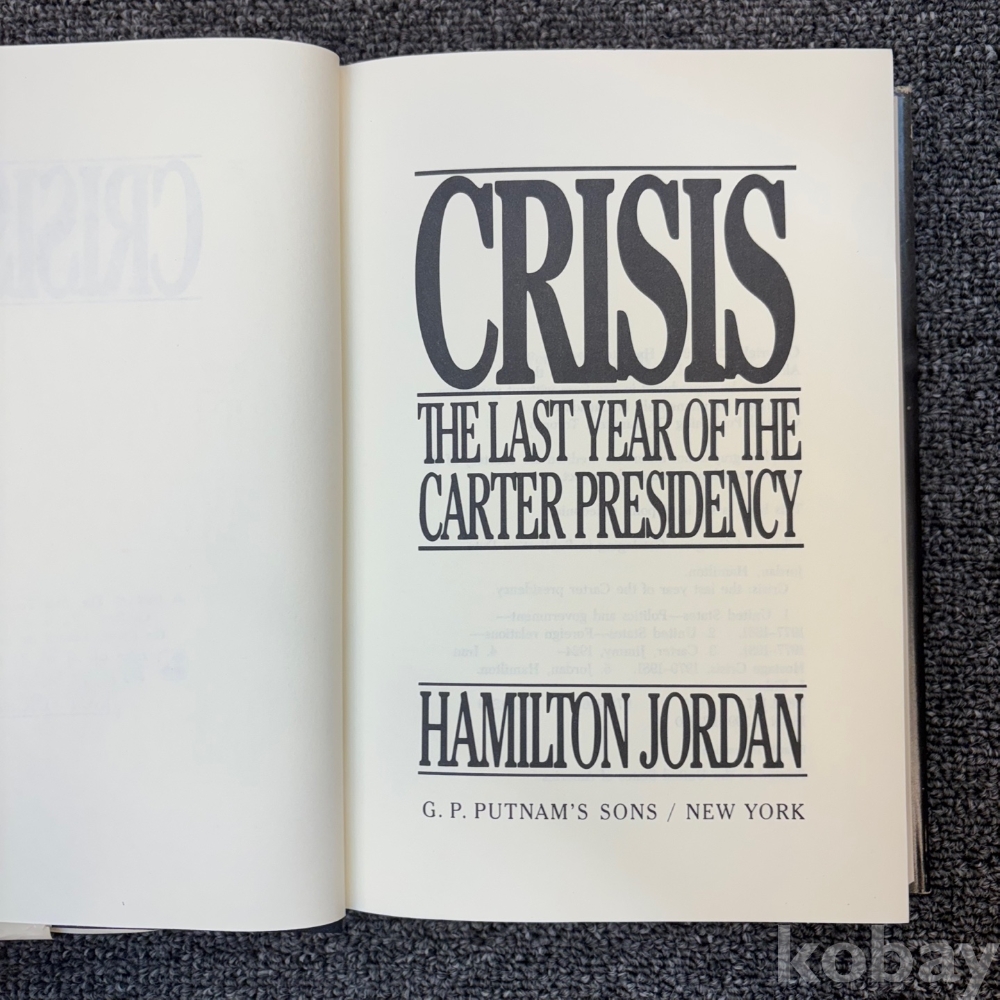 CRISIS
THE LAST YEAR OF THE
CARTER PRESIDENCY
HAMILTON JORDAN
G. P. PUTNAM'S SONS / NEW YORK
kobay